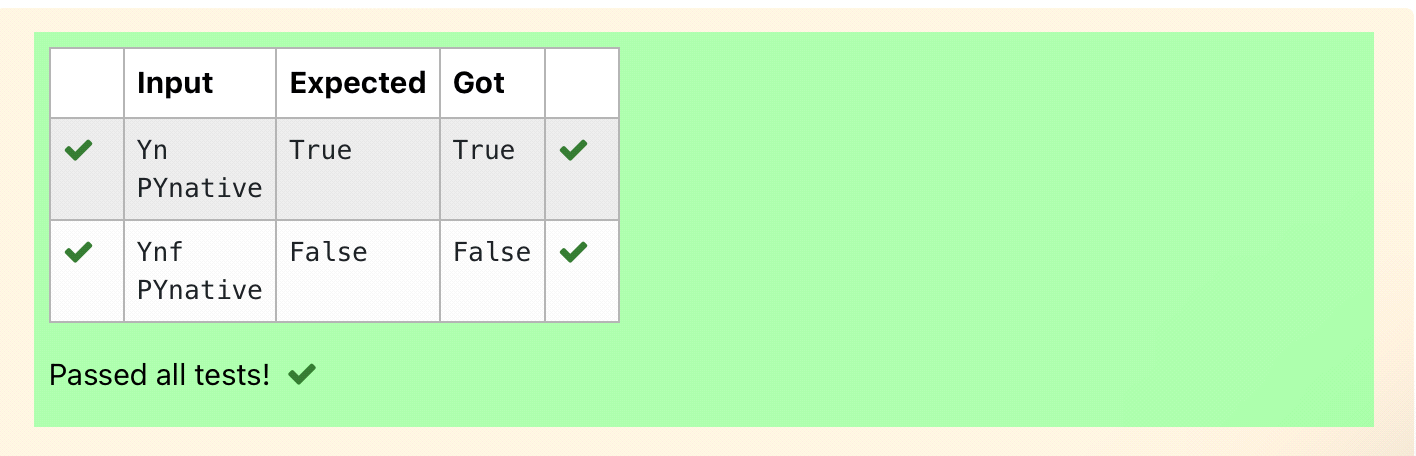 Input Expected Got
Yn True True
PYnative
Ynf False False
PYnative
Passed all tests!